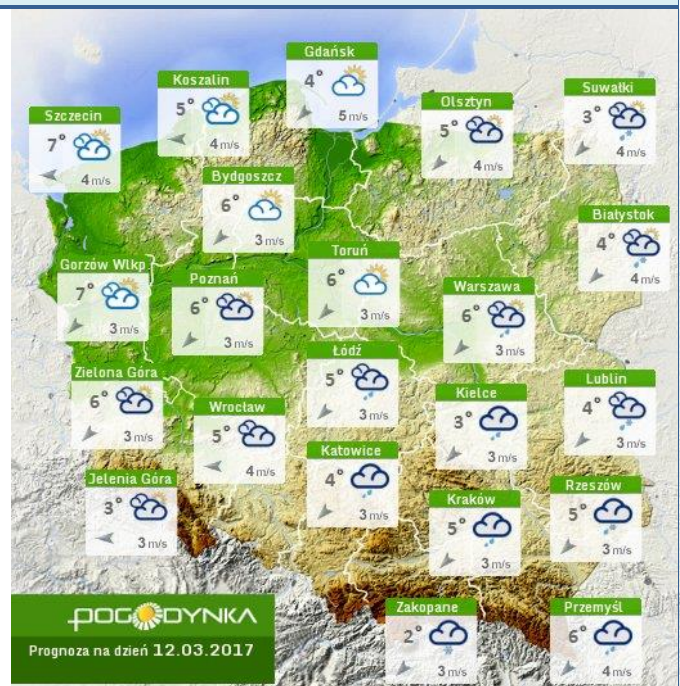 Gdańsk
4°
5 m/s
Koszalin
5°
4 m/s
Olsztyn
5°
4 m/s
Suwałki
3°
4 m/s
Szczecin
7°
4 m/s
Bydgoszcz
6°
3 m/s
Białystok
4°
4 m/s
Gorzów Wlkp
7°
3 m/s
Poznań
6°
3 m/s
Toruń
6°
3 m/s
Warszawa
6°
3 m/s
Zielona Góra
6°
3 m/s
Łódź
5°
3 m/s
Wrocław
5°
4 m/s
Kielce
3°
3 m/s
Lublin
4°
3 m/s
Jelenia Góra
3°
3 m/s
Katowice
4°
3 m/s
Kraków
5°
3 m/s
Rzeszów
5°
3 m/s
Zakopane
2°
3 m/s
Przemyśl
6°
4 m/s
POGODYNKA
Prognoza na dzień 12.03.2017